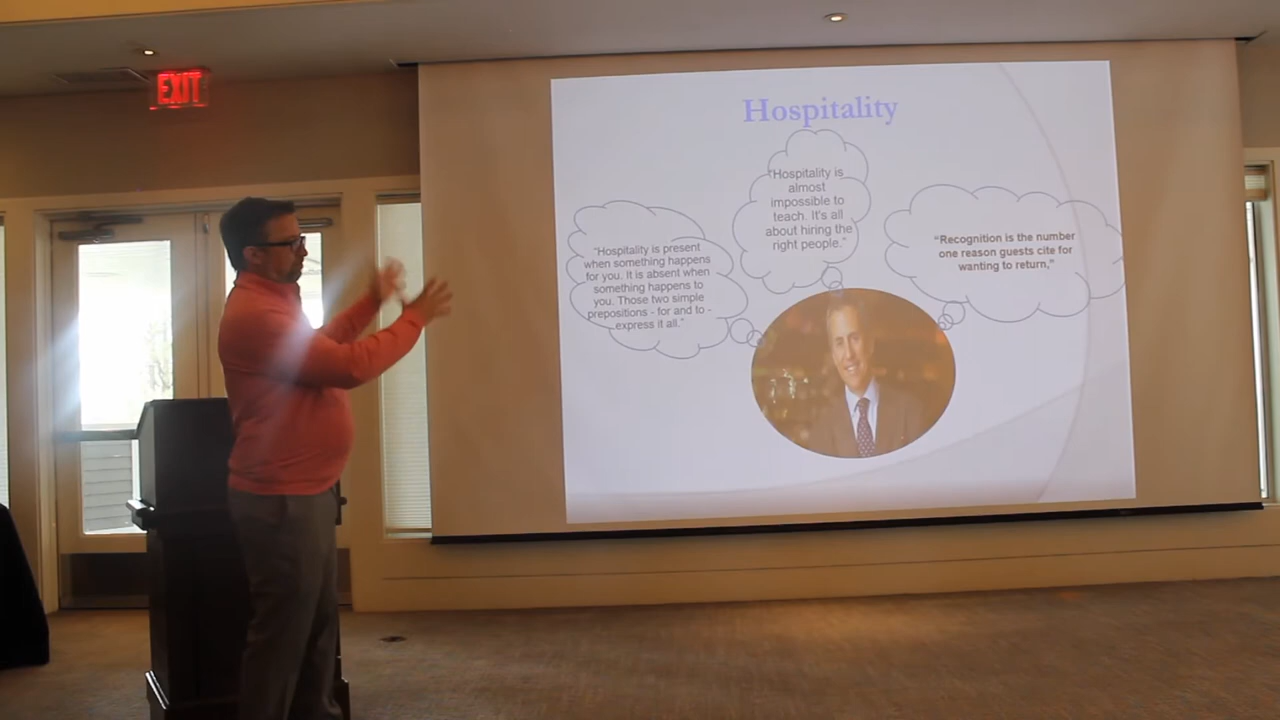 EXIT
Hospitality
"Hospitality is
almost
impossible to
teach. It's all
about hiring the
right people."
"Hospitality is present
when something happens
for you. It is absent when
something happens to
you. Those two simple
prepositions - for and to -
express it all."
"Recognition is the number
one reason guests cite for
wanting to return,"